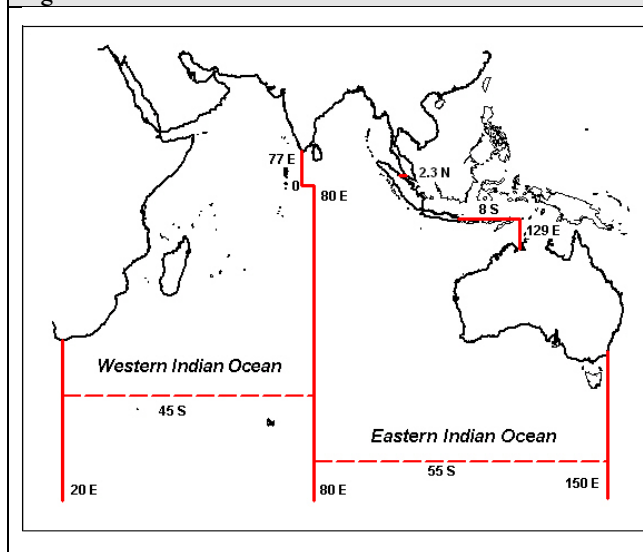 77 E
2.3 N
0
80 E
8 S
129 E
Western Indian Ocean
45 S
Eastern Indian Ocean
55 S
20 E
80 E
150 E